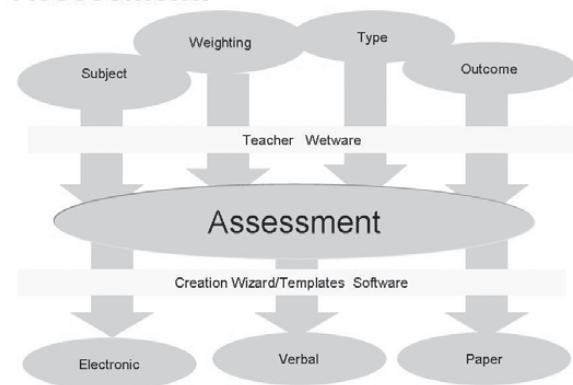 Weighting
Type
Subject
Outcome
Teacher Wetware
Assessment
Creation Wizard/Templates Software
Electronic
Verbal
Paper